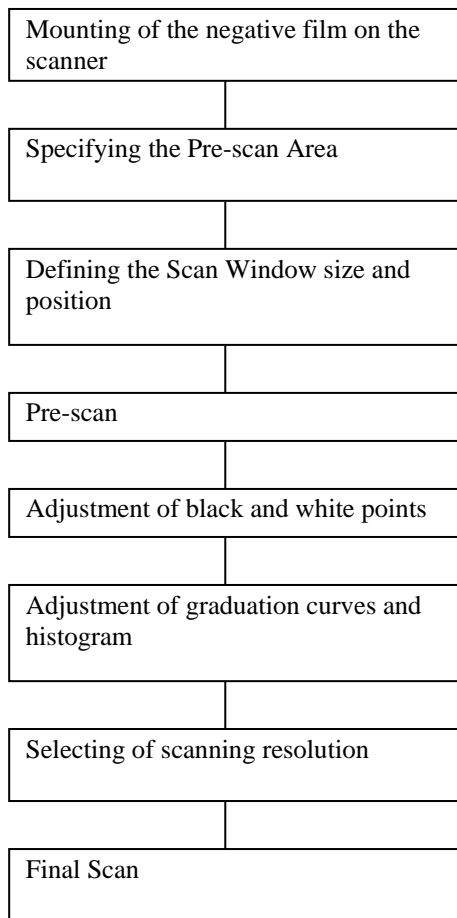 Mounting of the negative film on the
scanner
Specifying the Pre-scan Area
Defining the Scan Window size and
position
Pre-scan
Adjustment of black and white points
Adjustment of graduation curves and
histogram
Selecting of scanning resolution
Final Scan